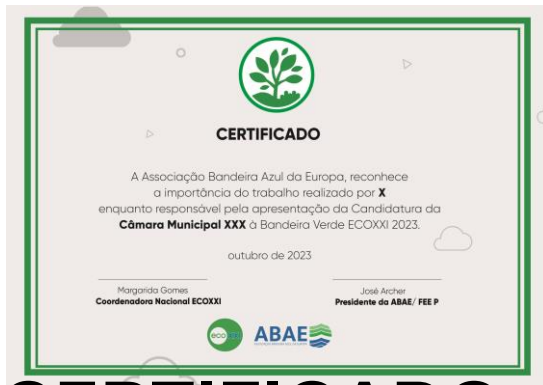 CERTIFICADO
A Associação Bandeira Azul da Europa, reconhece
a importância do trabalho realizado por X
enquanto responsável pela apresentação da Candidatura da
Câmara Municipal XXX à Bandeira Verde ECOXXI 2023.
outubro de 2023
Margarida Gomes
Coordenadora Nacional ECOXXI
José Archer
Presidente da ABAE/ FEE P
ABAE
CERTIFICADO